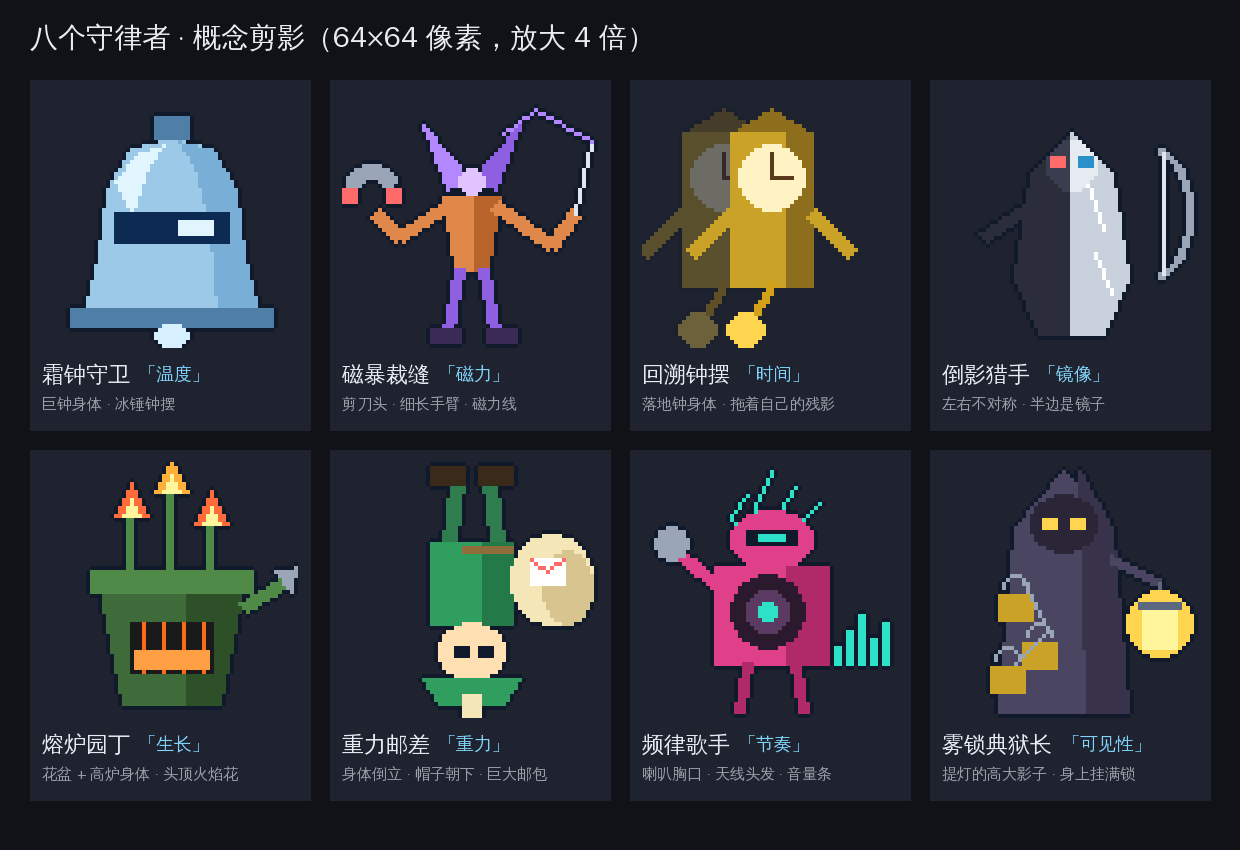 八个守律者 · 概念剪影（64×64 像素，放大 4 倍）
霜钟守卫 「温度」
巨钟身体 · 冰锤钟摆
磁暴裁缝 「磁力」
剪刀头 · 细长手臂 · 磁力线
回溯钟摆 「时间」
落地钟身体 · 拖着自己的残影
倒影猎手 「镜像」
左右不对称 · 半边是镜子
熔炉园丁 「生长」
花盆 + 高炉身体 · 头顶火焰花
重力邮差 「重力」
身体倒立 · 帽子朝下 · 巨大邮包
频律歌手 「节奏」
喇叭胸口 · 天线头发 · 音量条
雾锁典狱长 「可见性」
提灯的高大影子 · 身上挂满锁